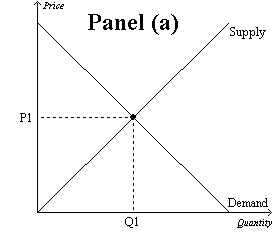 Price
Panel (a)
Supply
P1
Demand
Q1
Quantity